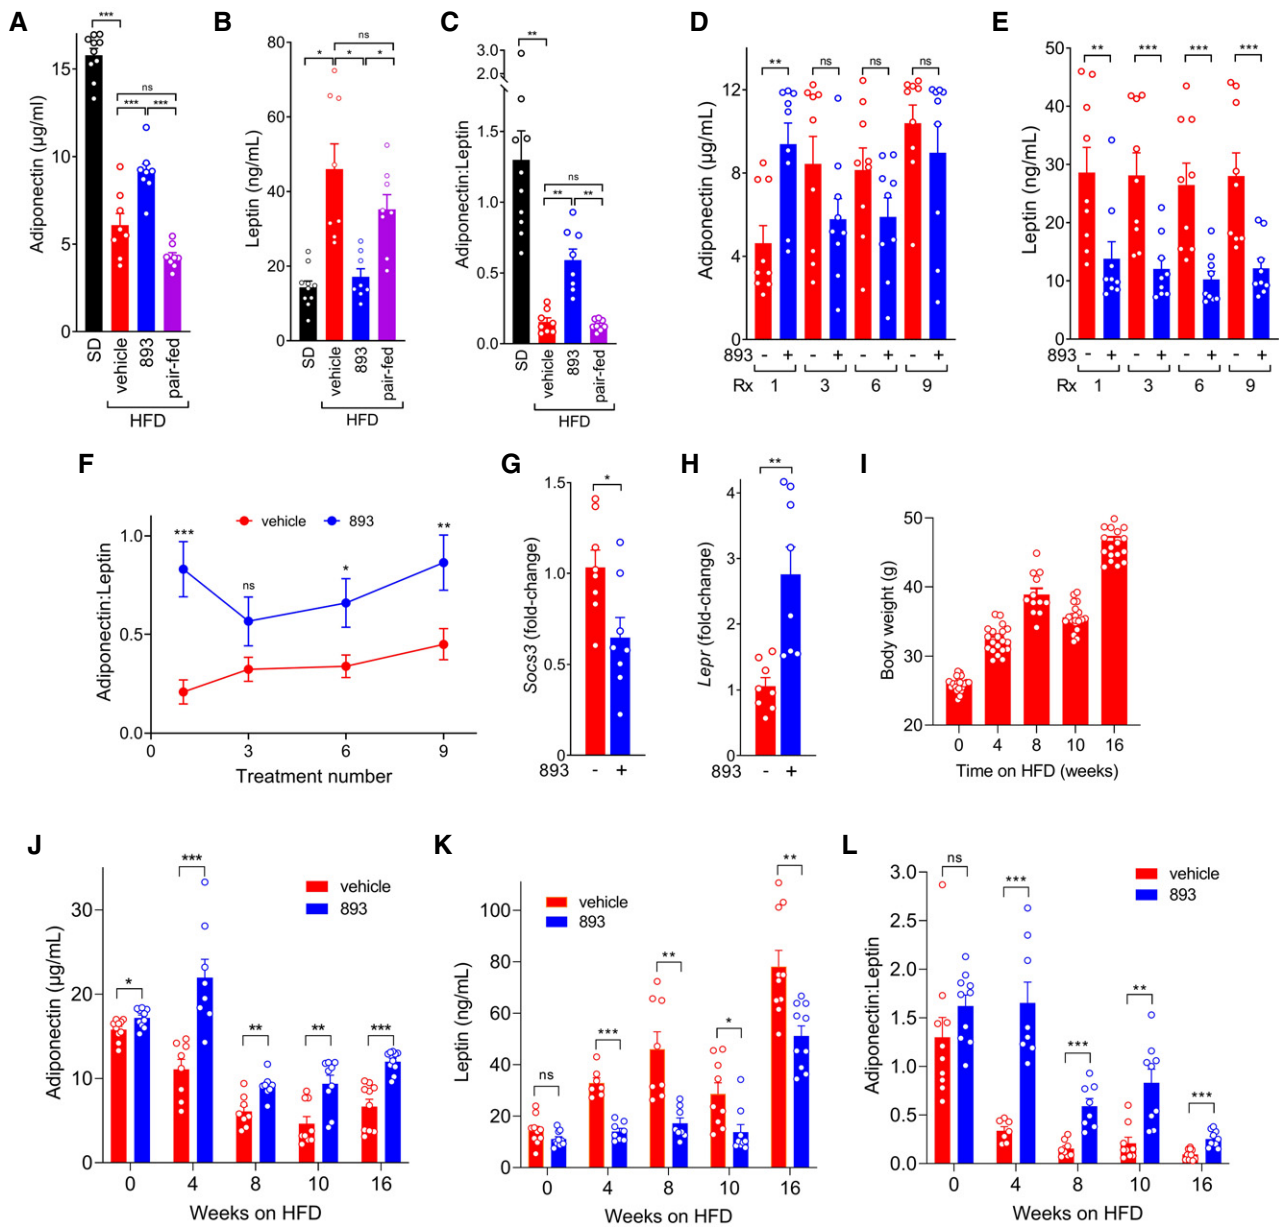 A
Adiponectin (µg/ml)
15
10
5
0
***
ns
***
***
SD
vehicle
893
pair-fed
HFD
B
Leptin (ng/mL)
80
60
40
20
0
ns
*
*
*
SD
vehicle
893
pair-fed
HFD
C
Adiponectin:Leptin
3.0
2.0
1.5
1.0
0.5
0.0
**
ns
**
**
SD
vehicle
893
pair-fed
HFD
D
Adiponectin (µg/mL)
12
8
4
0
**
ns
ns
ns
893 - + - + - + - +
Rx 1 3 6 9
E
Leptin (ng/mL)
50
40
30
20
10
0
**
***
***
***
893 - + - + - + - +
Rx 1 3 6 9
F
Adiponectin:Leptin
1.0
0.5
0.0
vehicle
893
***
ns
*
**
0 3 6 9
Treatment number
G
Socs3 (fold-change)
1.5
1.0
0.5
0
*
893 - +
H
Lepr (fold-change)
4
3
2
1
0
**
893 - +
I
Body weight (g)
50
40
30
20
0 4 8 10 16
Time on HFD (weeks)
J
Adiponectin (µg/mL)
30
20
10
0
vehicle
893
*
***
**
**
***
0 4 8 10 16
Weeks on HFD
K
Leptin (ng/mL)
100
80
60
40
20
0
vehicle
893
ns
***
**
*
**
0 4 8 10 16
Weeks on HFD
L
Adiponectin:Leptin
3.0
2.5
2.0
1.5
1.0
0.5
0.0
vehicle
893
ns
***
***
**
***
0 4 8 10 16
Weeks on HFD